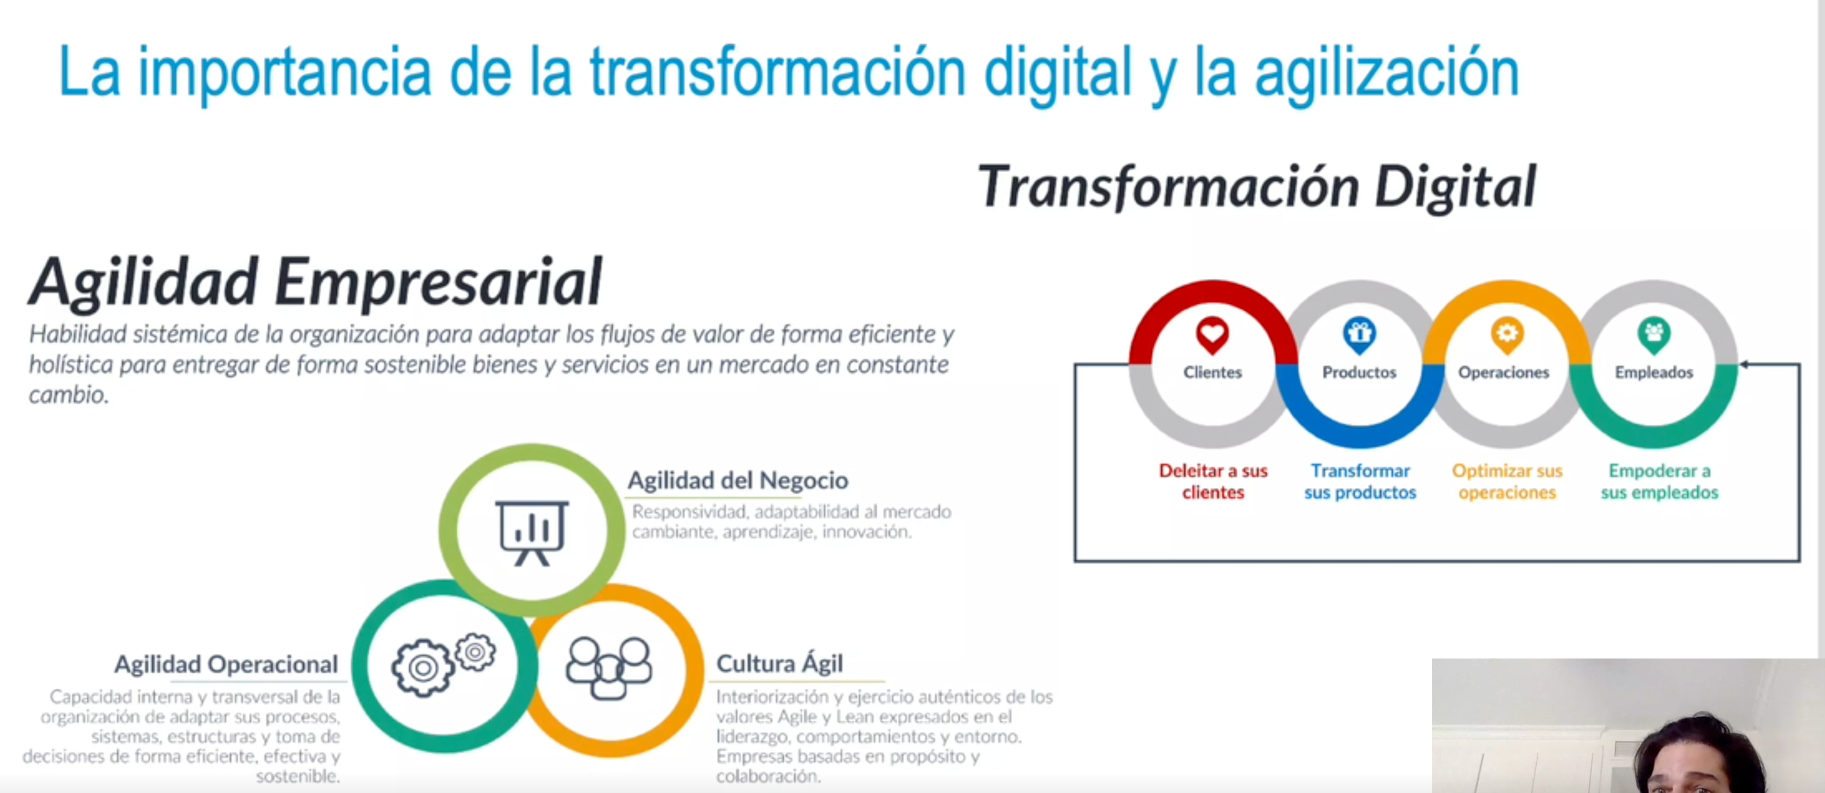 La importancia de la transformación digital y la agilización
Transformación Digital
Agilidad Empresarial
Habilidad sistémica de la organización para adaptar los flujos de valor de forma eficiente y
holística para entregar de forma sostenible bienes y servicios en un mercado en constante
cambio.
Clientes
Productos
Operaciones
Empleados
Deleitar a sus
clientes
Transformar
sus productos
Optimizar sus
operaciones
Empoderar a
sus empleados
Agilidad del Negocio
Responsividad, adaptabilidad al mercado
cambiante, aprendizaje, innovación.
Agilidad Operacional
Capacidad interna y transversal de la
organización de adaptar sus procesos,
sistemas, estructuras y toma de
decisiones de forma eficiente, efectiva y
sostenible.
Cultura Ágil
Interiorización y ejercicio auténticos de los
valores Agile y Lean expresados en el
liderazgo, comportamientos y entorno.
Empresas basadas en propósito y
colaboración.